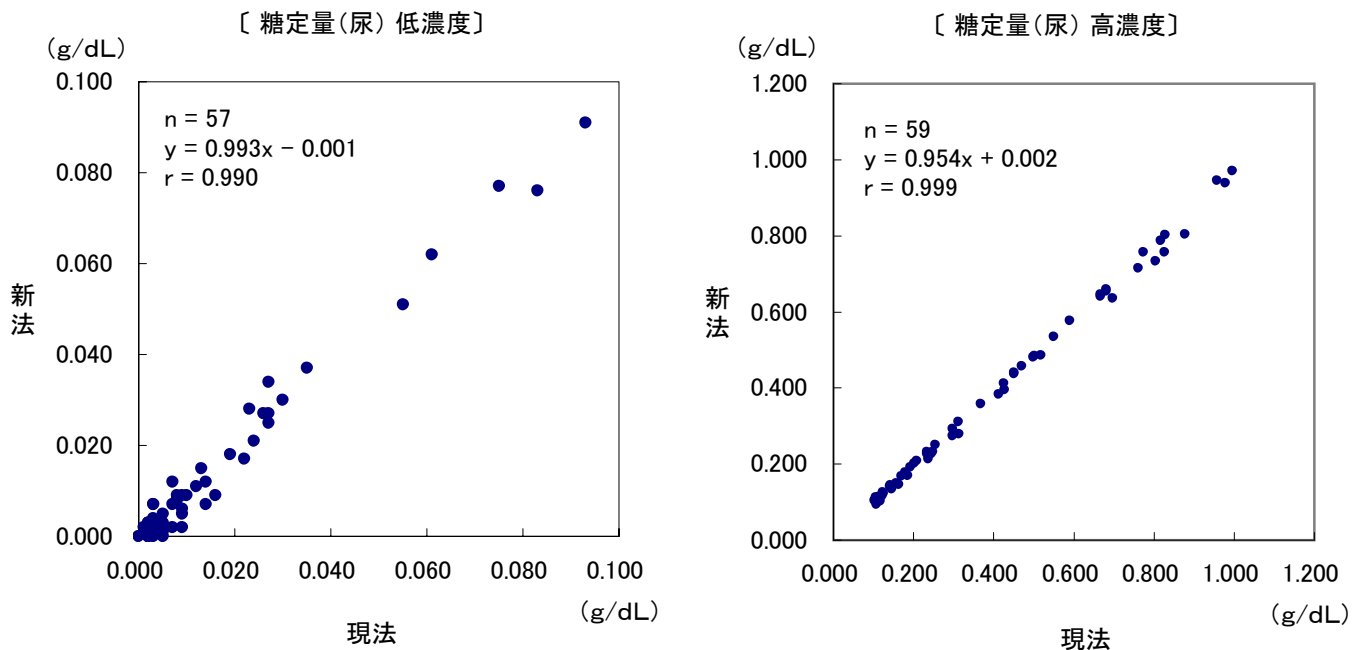 〔 糖定量(尿) 低濃度〕
(g/dL)
0.100
0.080
0.060
0.040
0.020
0.000
n = 57
y = 0.993x − 0.001
r = 0.990
新法
0.000 0.020 0.040 0.060 0.080 0.100
(g/dL)
現法
〔 糖定量(尿) 高濃度〕
(g/dL)
1.200
1.000
0.800
0.600
0.400
0.200
0.000
n = 59
y = 0.954x + 0.002
r = 0.999
新法
0.000 0.200 0.400 0.600 0.800 1.000 1.200
(g/dL)
現法